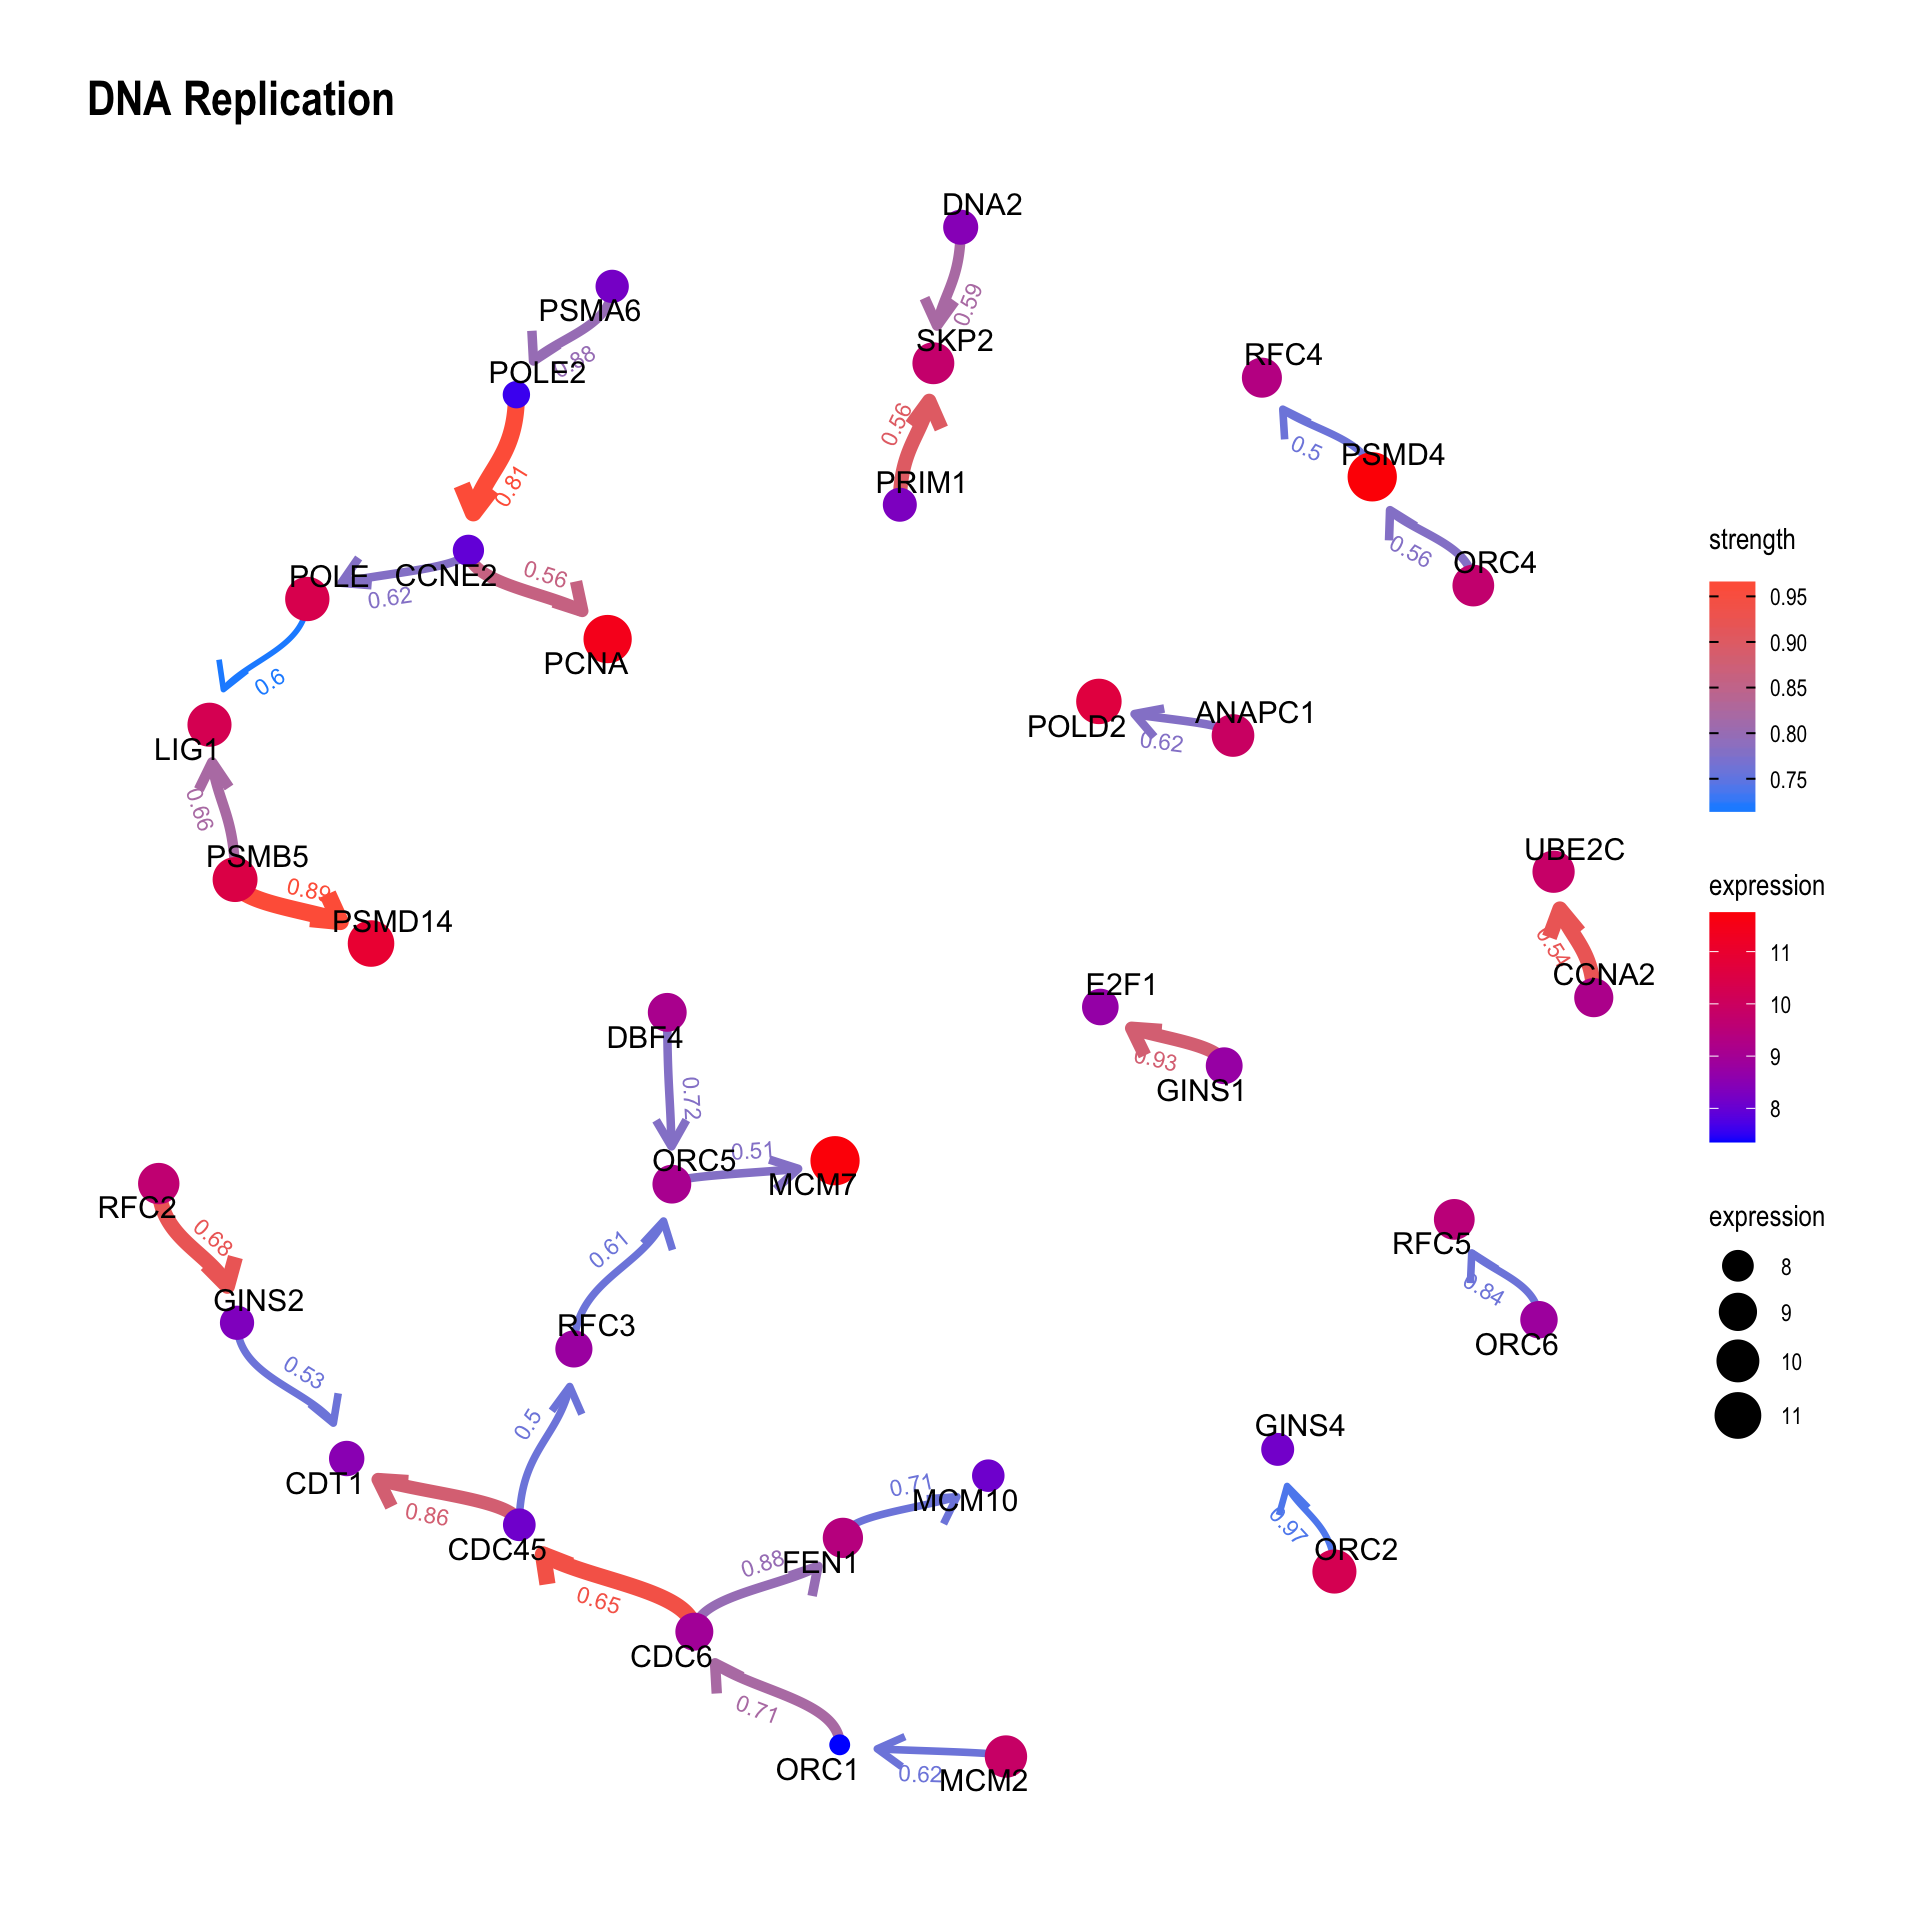 DNA Replication
DNA2
PSMA6
0.59
0.88
SKP2
POLE2
RFC4
0.56
0.5
PSMD4
0.81
PRIM1
0.56
ORC4
POLE
CCNE2
0.56
0.62
PCNA
0.6
LIG1
POLD2
ANAPC1
0.62
0.66
PSMB5
0.89
PSMD14
UBE2C
0.54
CCNA2
E2F1
0.93
GINS1
DBF4
0.72
ORC5
0.51
MCM7
RFC2
0.68
GINS2
0.61
RFC3
0.53
RFC5
0.84
ORC6
CDT1
0.5
0.86
CDC45
0.71
MCM10
FEN1
0.88
0.65
GINS4
0.97
ORC2
CDC6
0.71
ORC1
0.62
MCM2
strength
0.95
0.90
0.85
0.80
0.75
expression
11
10
9
8
expression
8
9
10
11